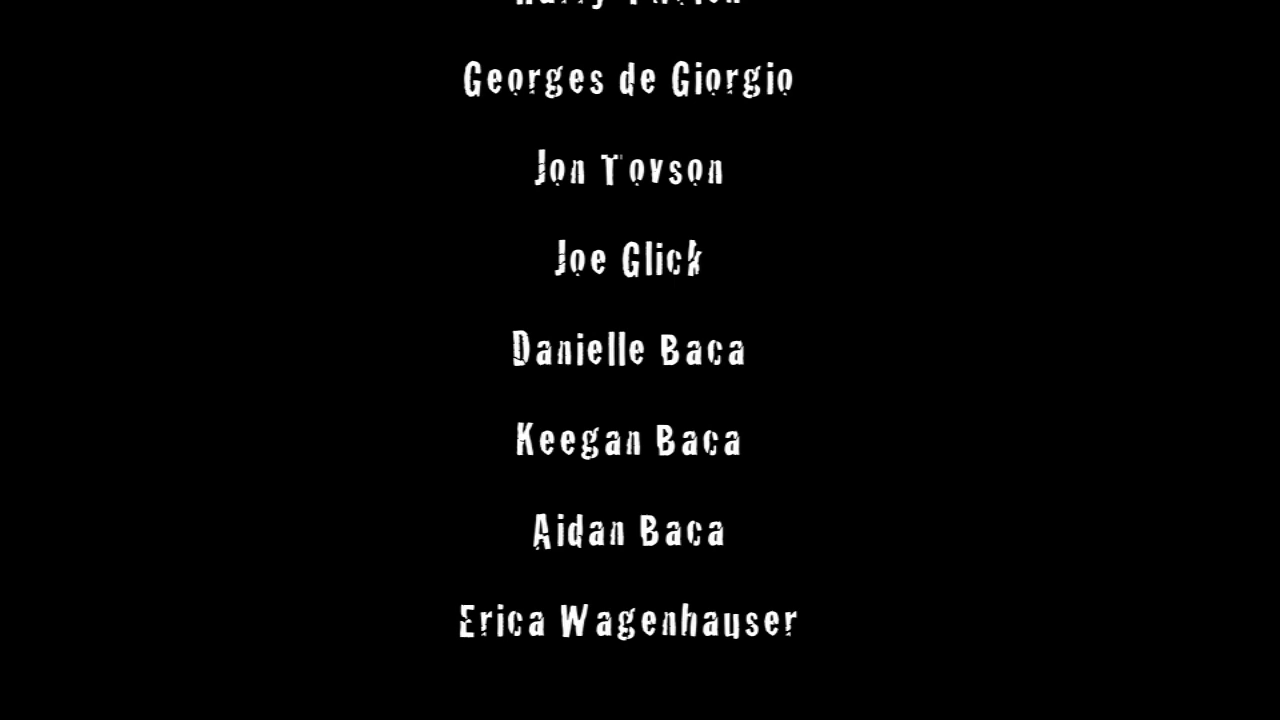 Georges de Giorgio
Jon Tovson
Joe Glick
Danielle Baca
Keegan Baca
Aidan Baca
Erica Wagenhauser